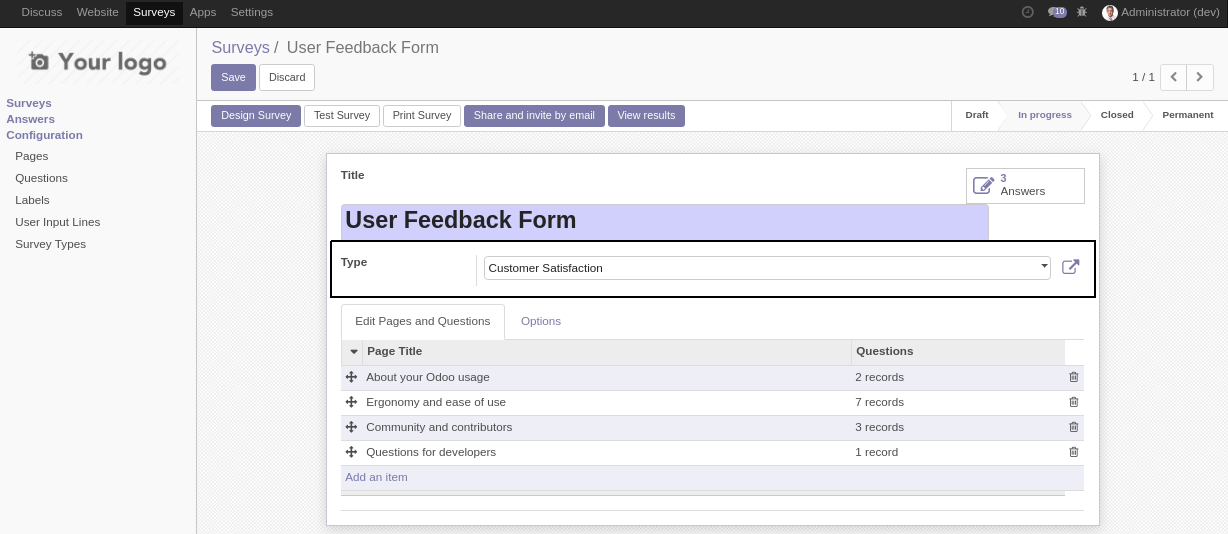 Discuss Website Surveys Apps Settings 10 Administrator (dev)
Your logo
Surveys
Answers
Configuration
Pages
Questions
Labels
User Input Lines
Survey Types
Surveys / User Feedback Form
Save Discard 1 / 1
Design Survey Test Survey Print Survey Share and invite by email View results Draft In progress Closed Permanent
Title
3
Answers
User Feedback Form
Type Customer Satisfaction
Edit Pages and Questions Options
Page Title Questions
About your Odoo usage 2 records
Ergonomy and ease of use 7 records
Community and contributors 3 records
Questions for developers 1 record
Add an item